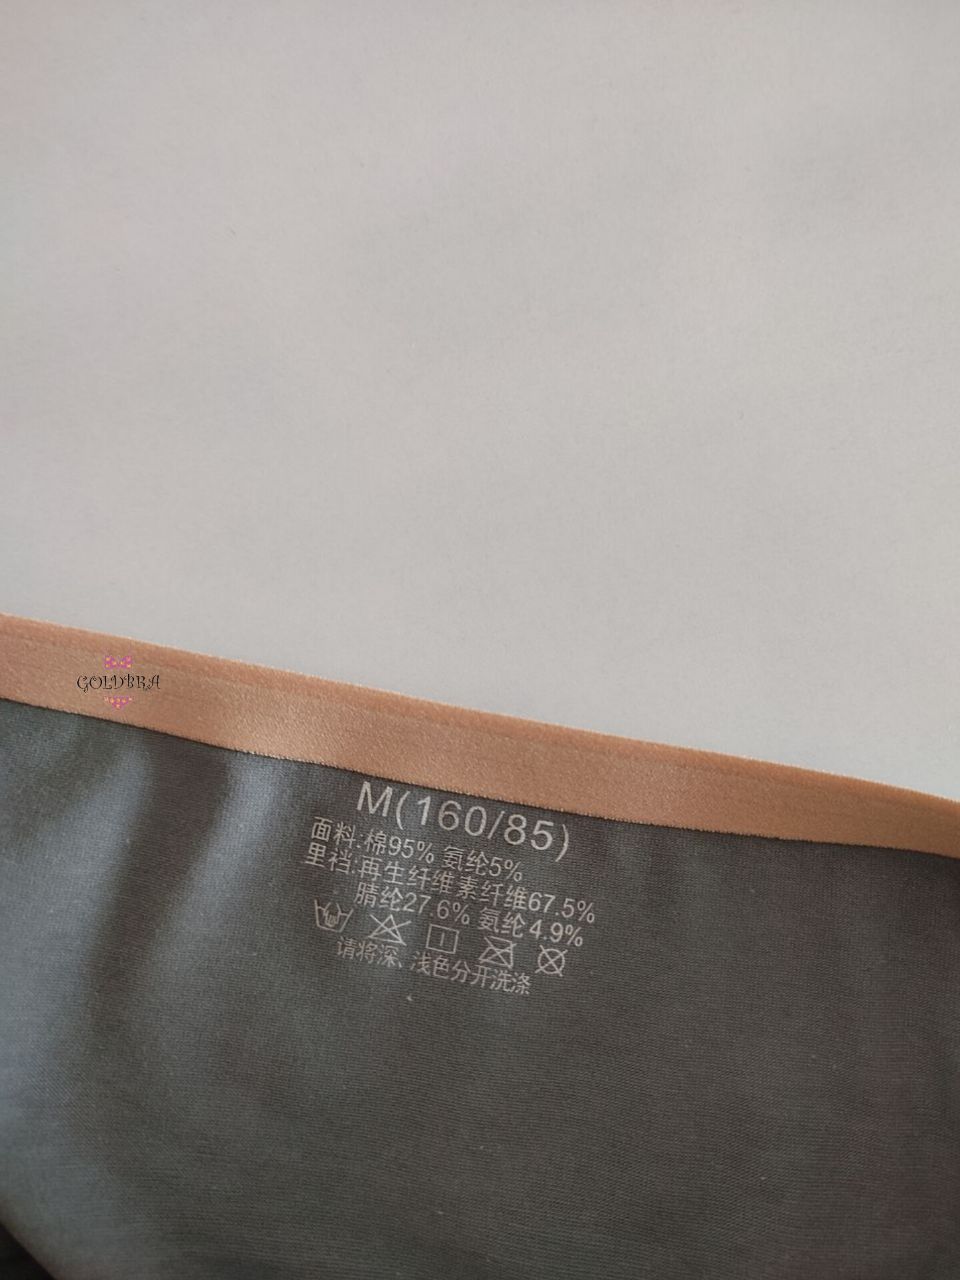 GOLDBRA
M(160/85)
面料:棉95% 氨纶5%
里裆:再生纤维素纤维67.5%
腈纶27.6% 氨纶4.9%
请将深、浅色分开洗涤